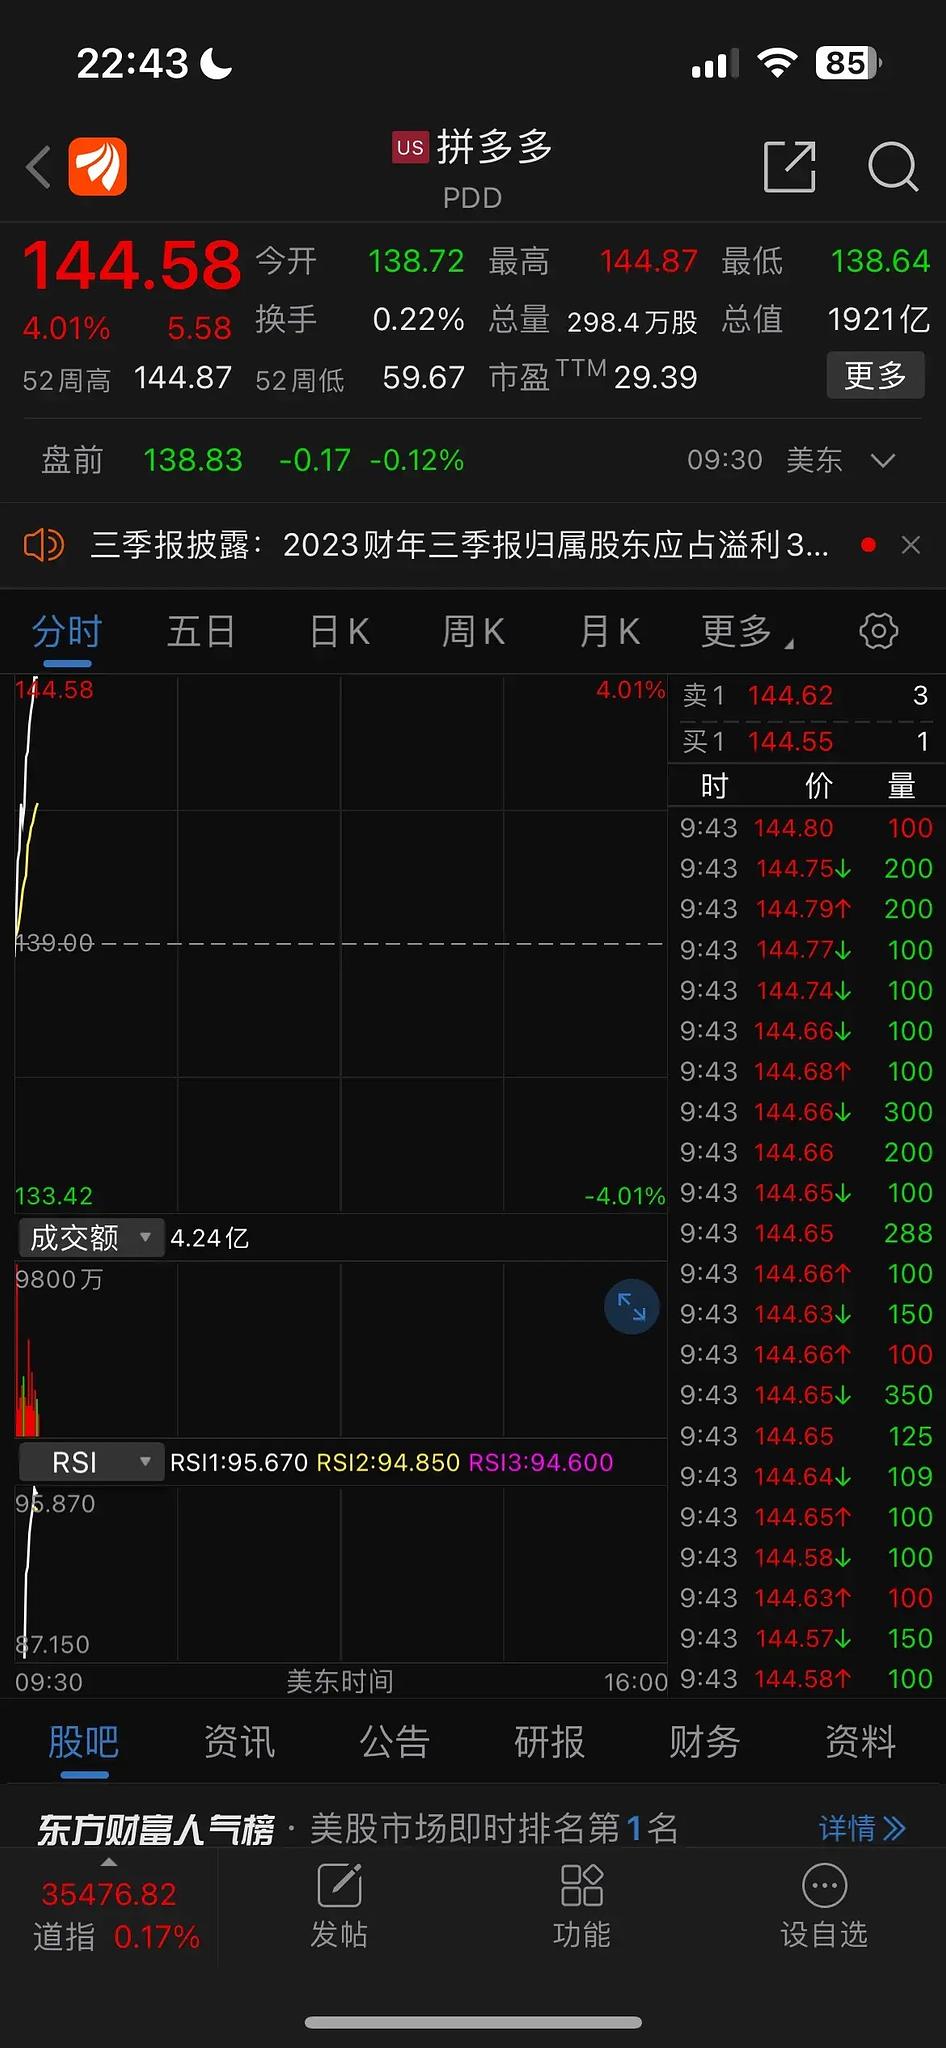 22:43
85
US 拼多多
PDD
144.58 今开 138.72 最高 144.87 最低 138.64
4.01% 5.58 换手 0.22% 总量 298.4万股 总值 1921亿
52周高 144.87 52周低 59.67 市盈TTM 29.39 更多
盘前 138.83 -0.17 -0.12% 09:30 美东
三季报披露：2023财年三季报归属股东应占溢利3...
分时 五日 日K 周K 月K 更多
144.58 4.01%
139.00
133.42 -4.01%
成交额 4.24亿
9800万
RSI RSI1:95.670 RSI2:94.850 RSI3:94.600
95.870
87.150
09:30 美东时间 16:00
卖1 144.62 3
买1 144.55 1
时 价 量
9:43 144.80 100
9:43 144.75↓ 200
9:43 144.79↑ 200
9:43 144.77↓ 100
9:43 144.74↓ 100
9:43 144.66↓ 100
9:43 144.68↑ 100
9:43 144.66↓ 300
9:43 144.66 200
9:43 144.65↓ 100
9:43 144.65 288
9:43 144.66↑ 100
9:43 144.63↓ 150
9:43 144.66↑ 100
9:43 144.65↓ 350
9:43 144.65 125
9:43 144.64↓ 109
9:43 144.65↑ 100
9:43 144.58↓ 100
9:43 144.63↑ 100
9:43 144.57↓ 150
9:43 144.58↑ 100
股吧 资讯 公告 研报 财务 资料
东方财富人气榜 · 美股市场即时排名第1名 详情
35476.82
道指 0.17%
发帖 功能 设自选